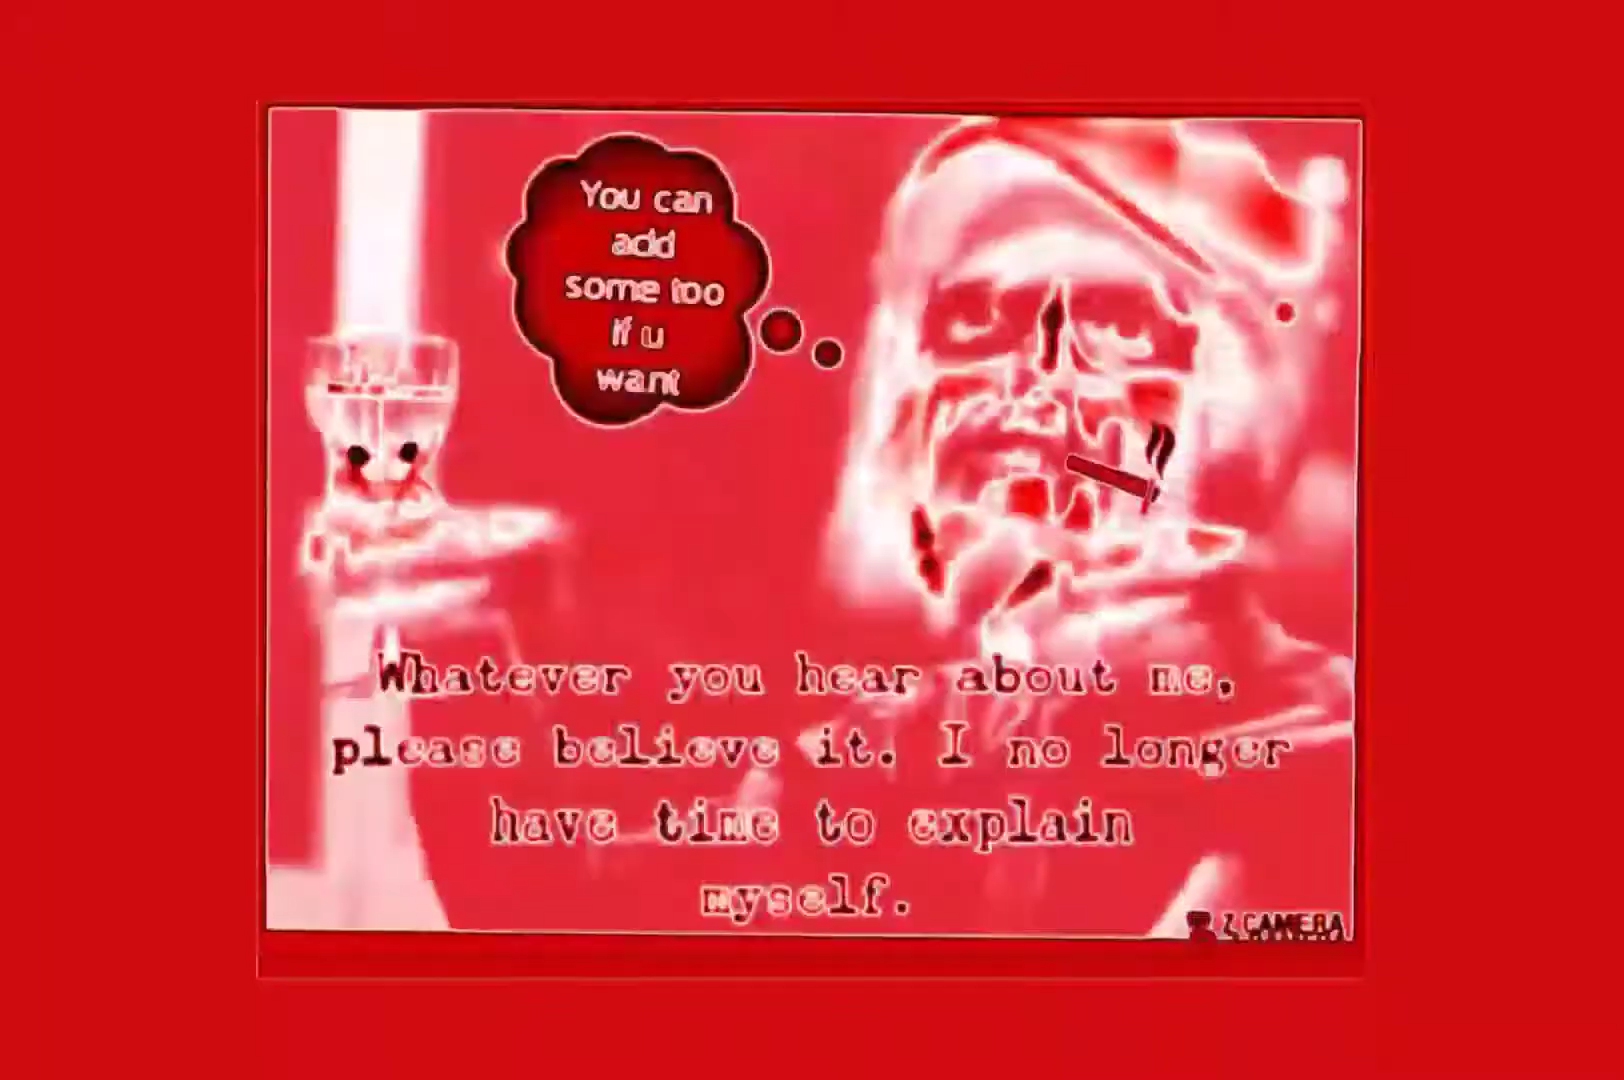 You can
add
some too
if u
want
Whatever you hear about me,
please believe it. I no longer
have time to explain
myself.
Z CAMERA